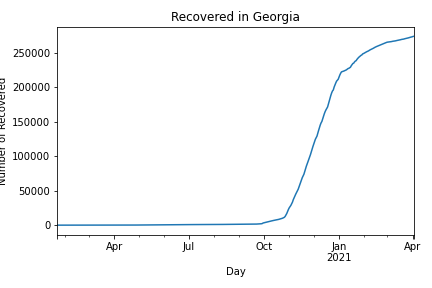 Recovered in Georgia
Number of Recovered
250000
200000
150000
100000
50000
0
Apr
Jul
Oct
Jan
2021
Apr
Day